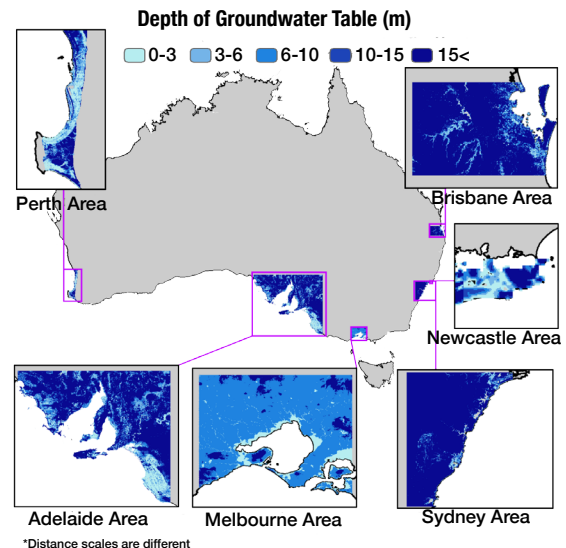 Depth of Groundwater Table (m)
0-3 3-6 6-10 10-15 15<
Perth Area
Brisbane Area
Newcastle Area
Adelaide Area
Melbourne Area
Sydney Area
*Distance scales are different